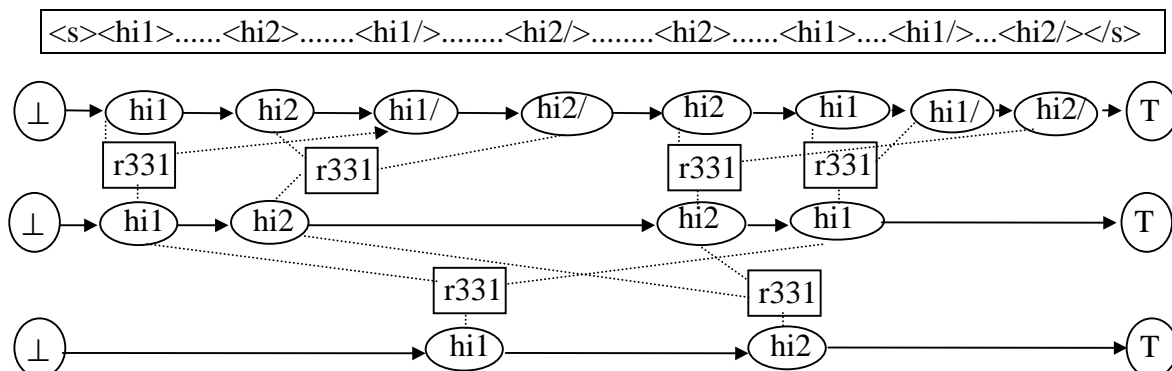 <s><hi1>......<hi2>.......<hi1/>........<hi2/>........<hi2>......<hi1>....<hi1/>...<hi2/></s>
⊥ hi1 hi2 hi1/ hi2/ hi2 hi1 hi1/ hi2/ T
r331 r331 r331 r331
⊥ hi1 hi2 hi2 hi1 T
r331 r331
⊥ hi1 hi2 T